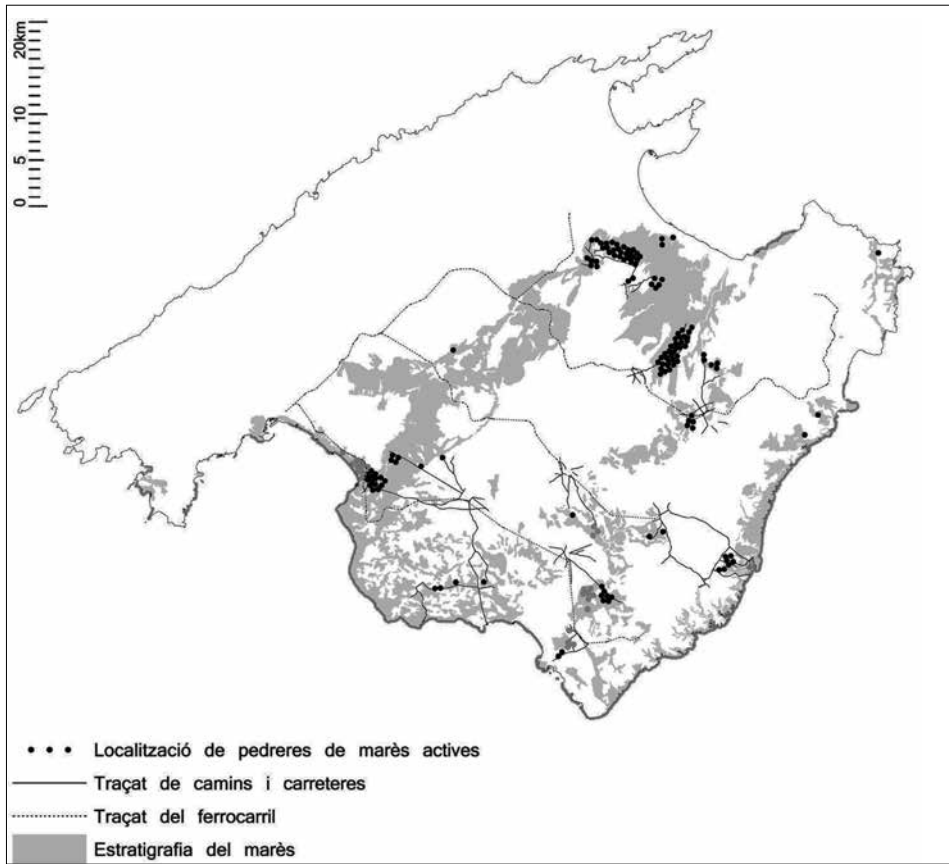 20km
10
5
0
Localització de pedreres de marès actives
Traçat de camins i carreteres
Traçat del ferrocarril
Estratigrafia del marès